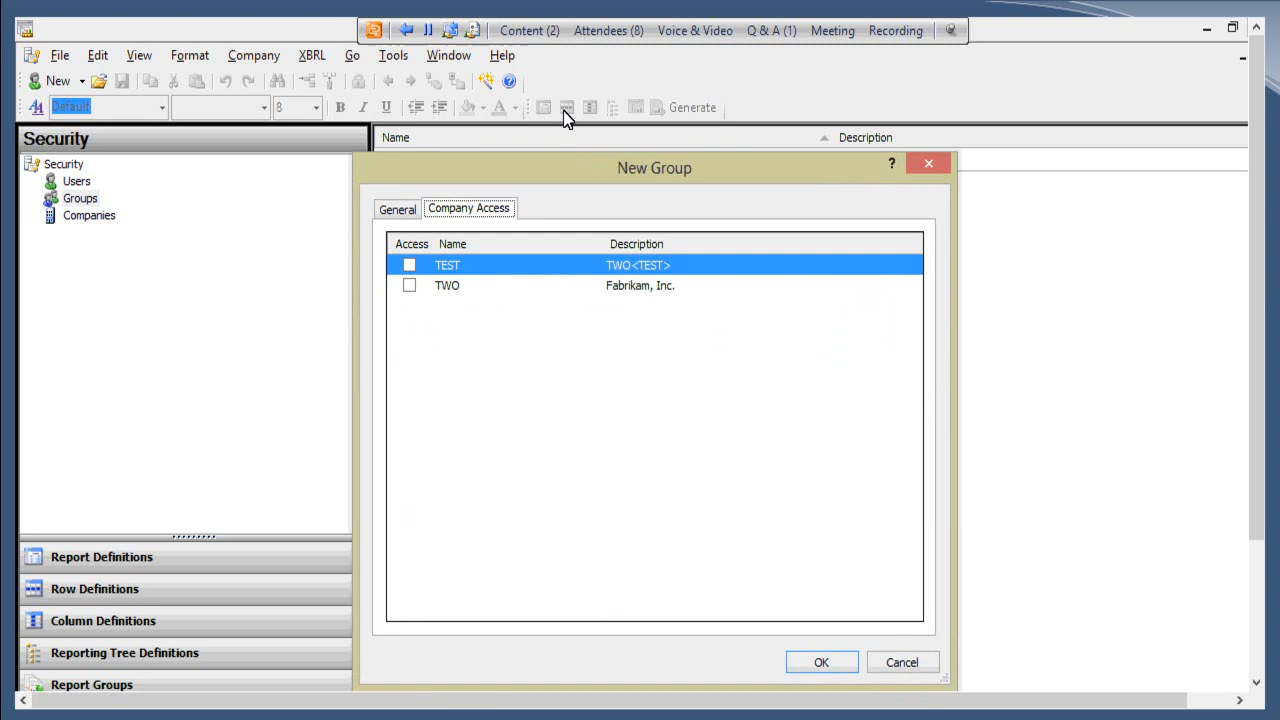 Content (2) Attendees (8) Voice & Video Q & A (1) Meeting Recording
File Edit View Format Company XBRL Go Tools Window Help
New
Default 8 B I U A Generate
Security
Name Description
Security
Users
Groups
Companies
New Group
?
General Company Access
Access Name Description
TEST TWO<TEST>
TWO Fabrikam, Inc.
Report Definitions
Row Definitions
Column Definitions
Reporting Tree Definitions
Report Groups
OK Cancel